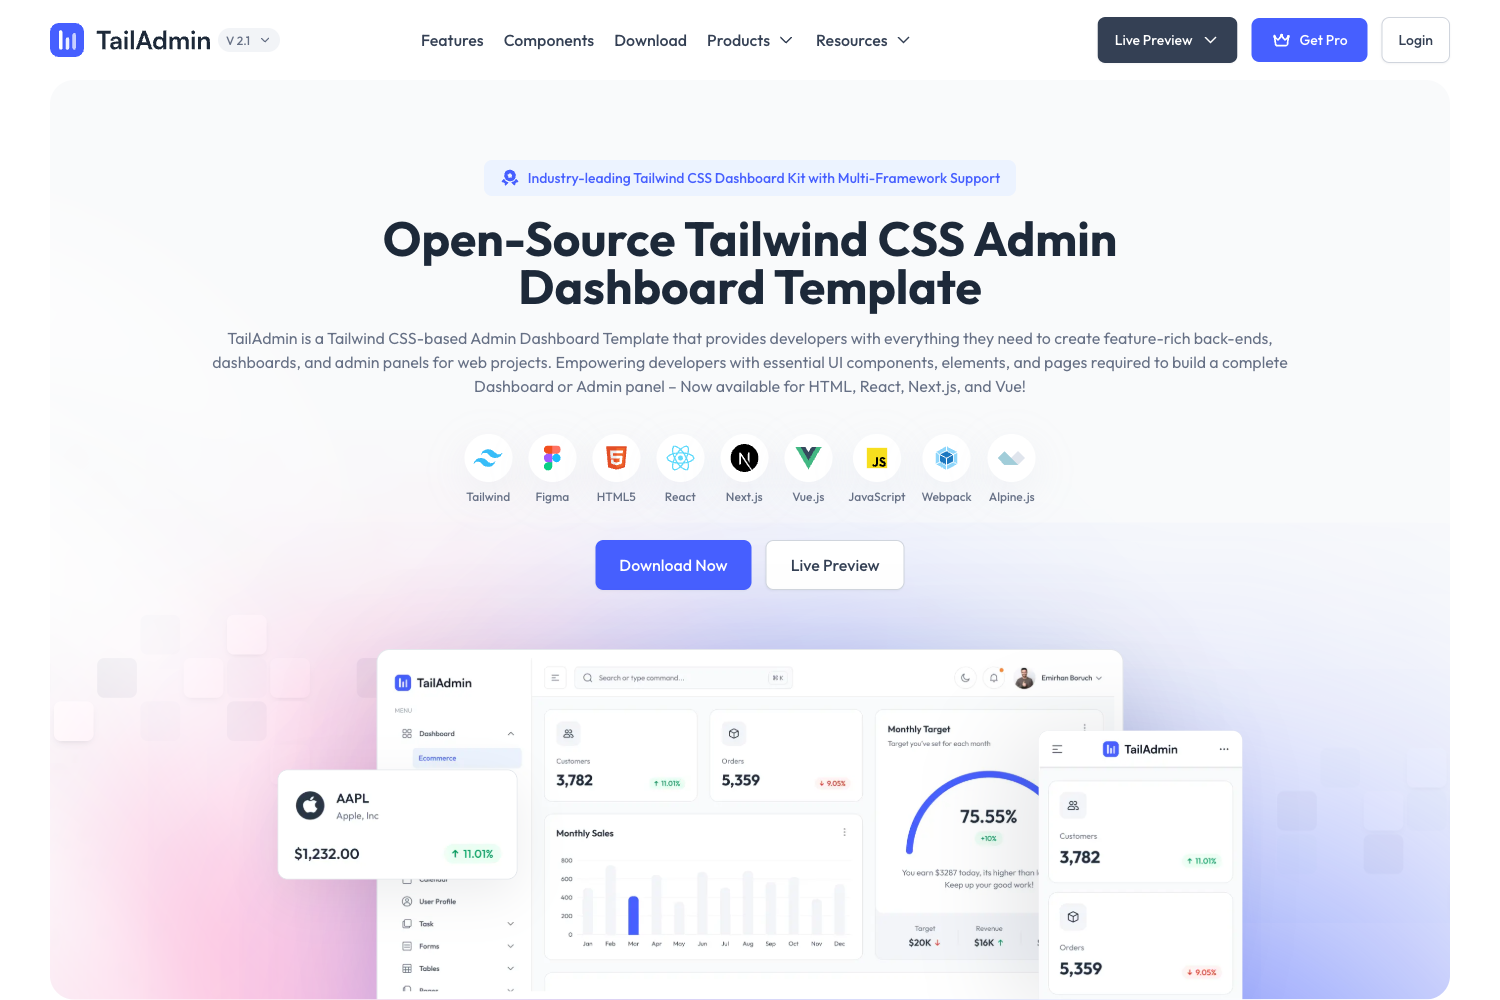 TailAdmin
V 2.1
Features
Components
Download
Products
Resources
Live Preview
Get Pro
Login
Industry-leading Tailwind CSS Dashboard Kit with Multi-Framework Support
Open-Source Tailwind CSS Admin
Dashboard Template
TailAdmin is a Tailwind CSS-based Admin Dashboard Template that provides developers with everything they need to create feature-rich back-ends,
dashboards, and admin panels for web projects. Empowering developers with essential UI components, elements, and pages required to build a complete
Dashboard or Admin panel – Now available for HTML, React, Next.js, and Vue!
JS
Tailwind
Figma
HTML5
React
Next.js
Vue.js
JavaScript
Webpack
Alpine.js
Download Now
Live Preview
TailAdmin
MENU
Dashboard
Ecommerce
AAPL
Apple, Inc
$1,232.00
11.01%
Calendar
User Profile
Task
Forms
Tables
Pages
Search or type command...
⌘K
Emirhan Boruch
Customers
3,782
11.01%
Orders
5,359
9.05%
Monthly Sales
800
600
400
200
0
Jan Feb Mar Apr May Jun Jul Aug Sep Oct Nov Dec
Monthly Target
Target you've set for each month
75.55%
+10%
You earn $3287 today, its higher than
Keep up your good work!
Target
$20K
Revenue
$16K
TailAdmin
Customers
3,782
11.01%
Orders
5,359
9.05%